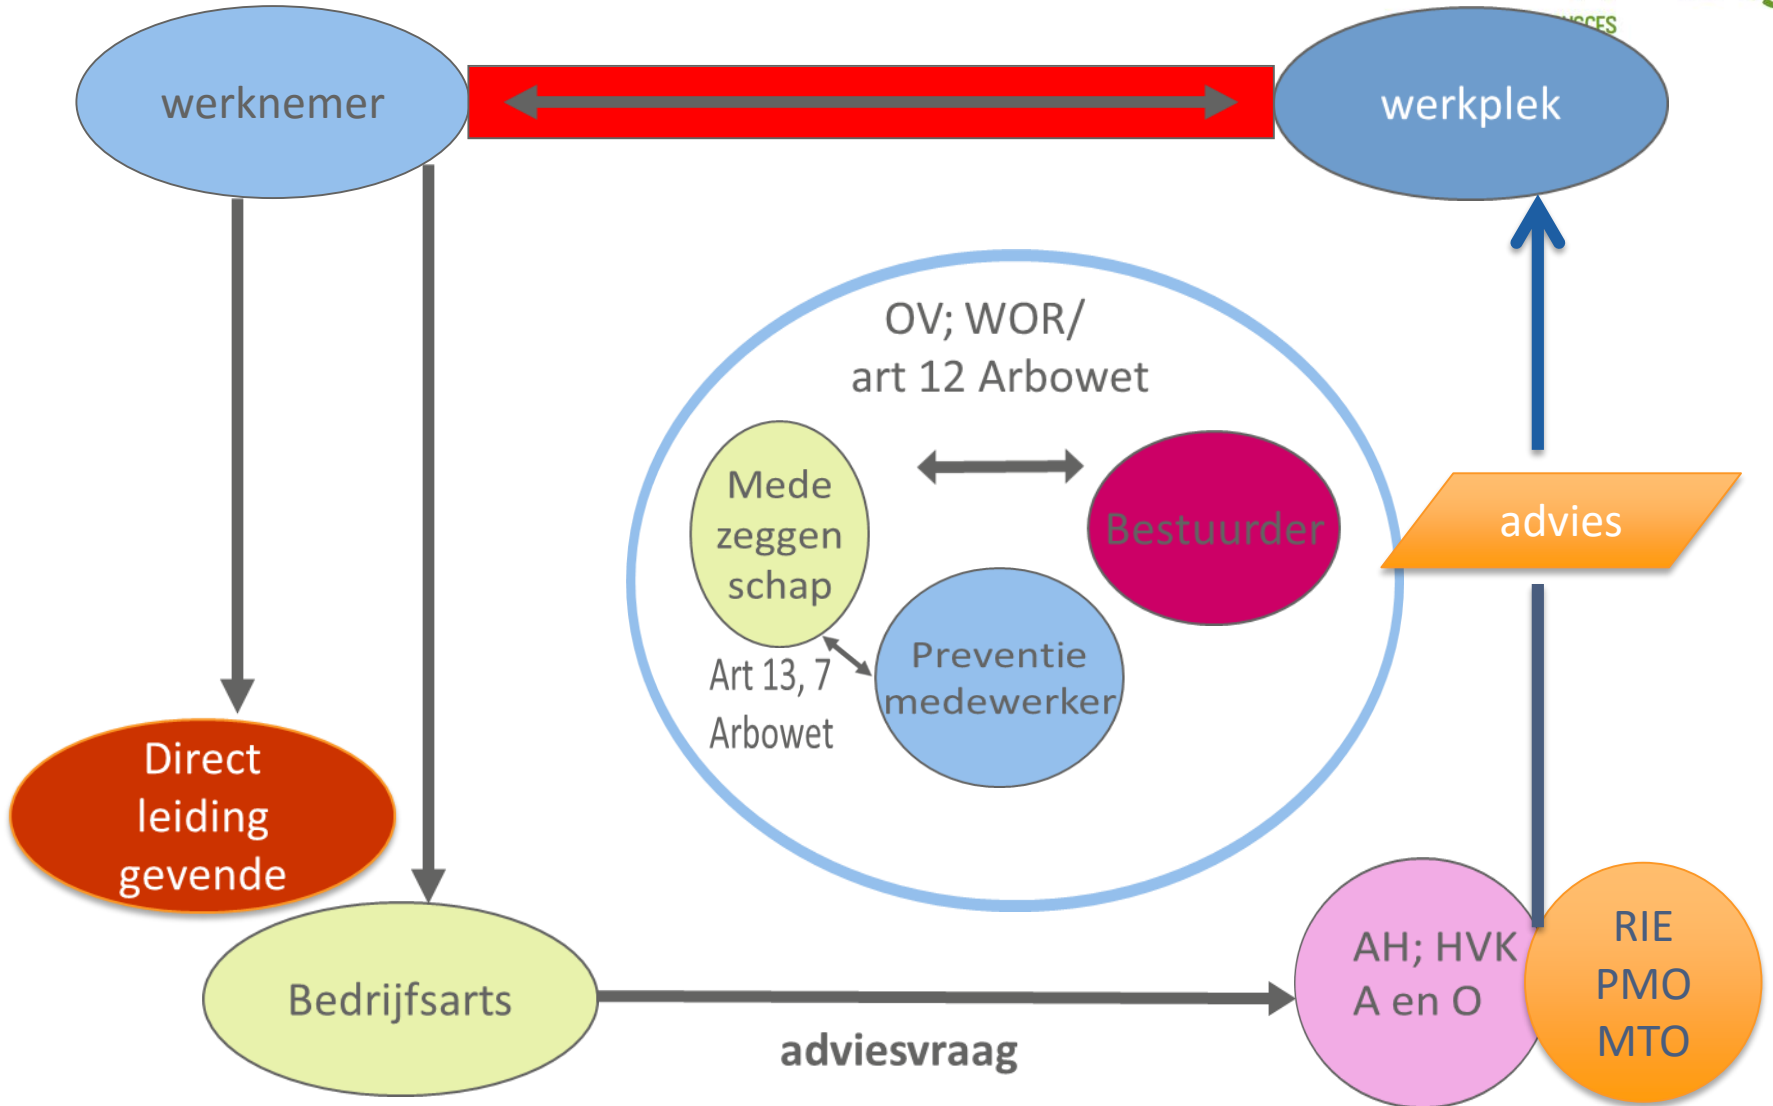 werknemer
werkplek
OV; WOR/
art 12 Arbowet
Mede
zeggen
schap
Bestuurder
Preventie
medewerker
Art 13, 7
Arbowet
advies
Direct
leiding
gevende
Bedrijfsarts
adviesvraag
AH; HVK
A en O
RIE
PMO
MTO